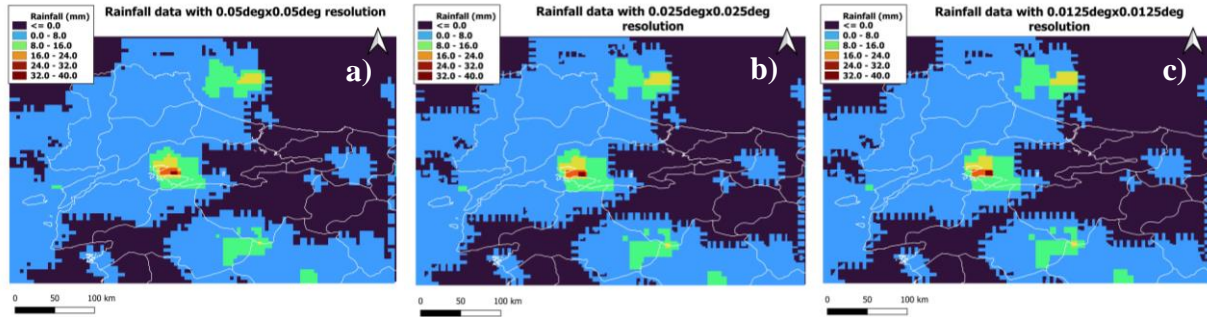 Rainfall data with 0.05degx0.05deg resolution
Rainfall (mm)
<= 0.0
0.0 - 8.0
8.0 - 16.0
16.0 - 24.0
24.0 - 32.0
32.0 - 40.0
a)
0 50 100 km
Rainfall data with 0.025degx0.025deg
resolution
Rainfall (mm)
<= 0.0
0.0 - 8.0
8.0 - 16.0
16.0 - 24.0
24.0 - 32.0
32.0 - 40.0
b)
0 50 100 km
Rainfall data with 0.0125degx0.0125deg
resolution
Rainfall (mm)
<= 0.0
0.0 - 8.0
8.0 - 16.0
16.0 - 24.0
24.0 - 32.0
32.0 - 40.0
c)
0 50 100 km